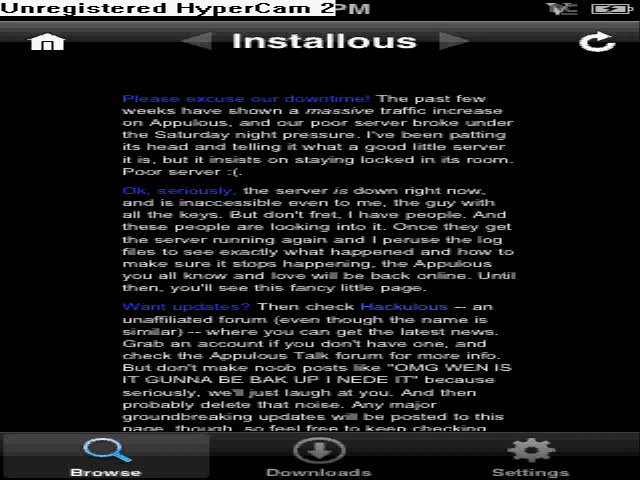 Unregistered HyperCam 2 PM
Installous
Please excuse our downtime! The past few
weeks have shown a massive traffic increase
on Appulous, and our poor server broke under
the Saturday night pressure. I've been patting
its head and telling it what a good little server
it is, but it insists on staying locked in its room.
Poor server :(.
Ok, seriously, the server is down right now,
and is inaccessible even to me, the guy with
all the keys. But don't fret, I have people. And
these people are looking into it. Once they get
the server running again and I peruse the log
files to see exactly what happened and how to
make sure it stops happening, the Appulous
you all know and love will be back online. Until
then, you'll see this fancy little page.
Want updates? Then check Hackulous -- an
unaffiliated forum (even though the name is
similar) -- where you can get the latest news.
Grab an account if you don't have one, and
check the Appulous Talk forum for more info.
But don't make noob posts like "OMG WEN IS
IT GUNNA BE BAK UP I NEDE IT" because
seriously, we'll just laugh at you. And then
probably delete that noise. Any major
groundbreaking updates will be posted to this
page, though, so feel free to keep checking
Browse
Downloads
Settings